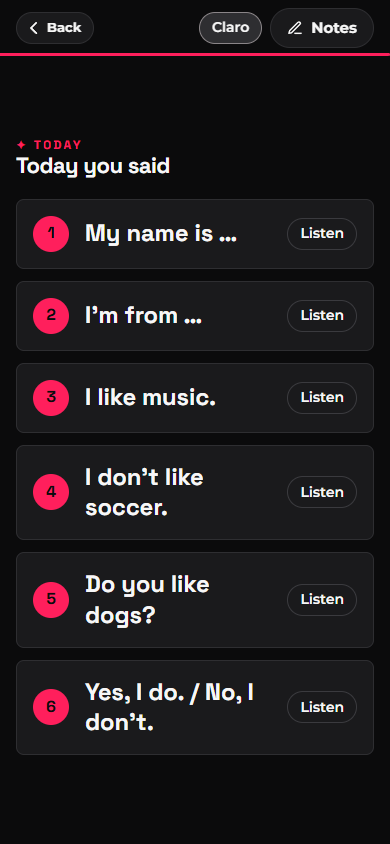 Back
Claro
Notes
✦ TODAY
Today you said
1
My name is ...
Listen
2
I'm from ...
Listen
3
I like music.
Listen
4
I don't like
soccer.
Listen
5
Do you like
dogs?
Listen
6
Yes, I do. / No, I
don't.
Listen